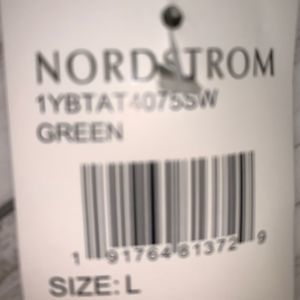 NORDSTROM
1YBTAT4075SW
GREEN
1 91764 61372 9
SIZE: L